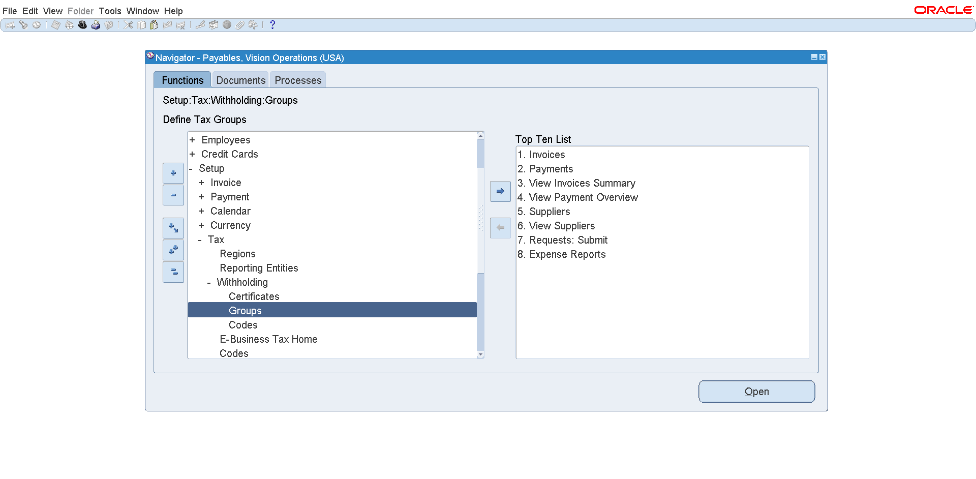 File Edit View Folder Tools Window Help
ORACLE
?
Navigator - Payables, Vision Operations (USA)
Functions Documents Processes
Setup:Tax:Withholding:Groups
Define Tax Groups
+ Employees
+ Credit Cards
- Setup
+ Invoice
+ Payment
+ Calendar
+ Currency
- Tax
Regions
Reporting Entities
- Withholding
Certificates
Groups
Codes
E-Business Tax Home
Codes
Top Ten List
1. Invoices
2. Payments
3. View Invoices Summary
4. View Payment Overview
5. Suppliers
6. View Suppliers
7. Requests: Submit
8. Expense Reports
Open